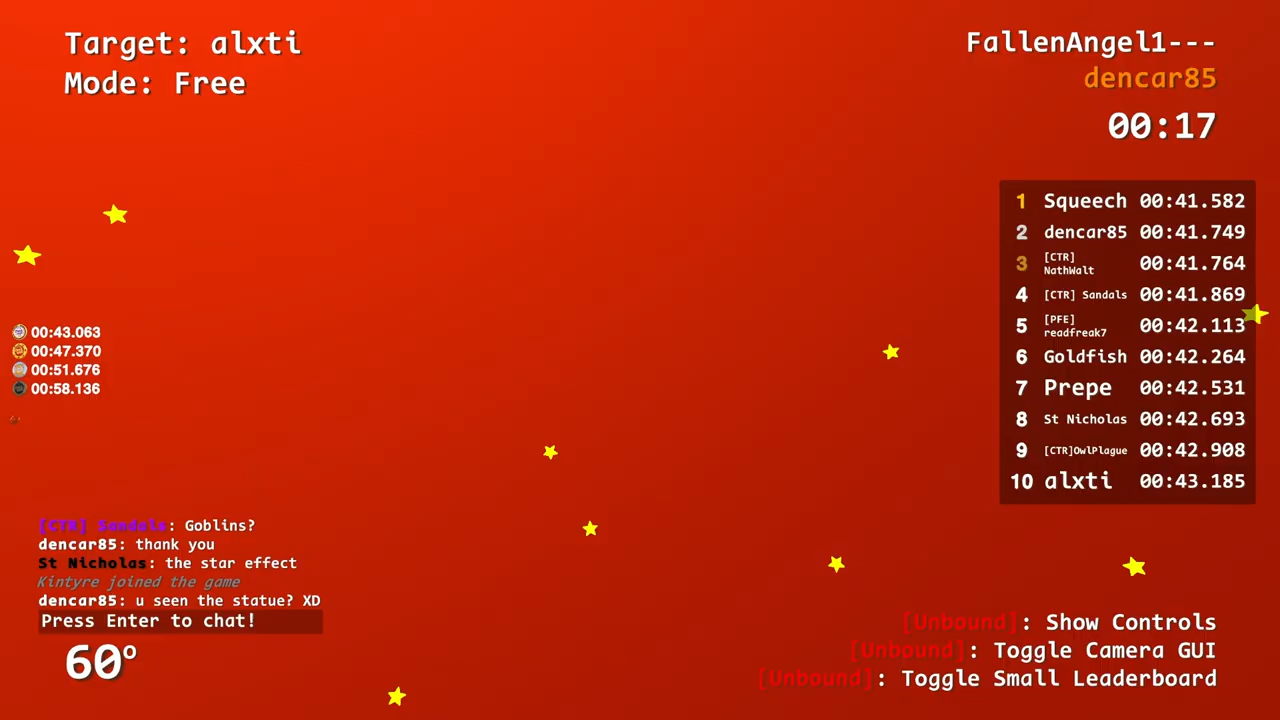 Target: alxti
Mode: Free
FallenAngel1---
dencar85
00:17
1 Squeech 00:41.582
2 dencar85 00:41.749
3 [CTR] NathWalt 00:41.764
4 [CTR] Sandals 00:41.869
5 [PFE] readfreak7 00:42.113
6 Goldfish 00:42.264
7 Prepe 00:42.531
8 St Nicholas 00:42.693
9 [CTR]OwlPlague 00:42.908
10 alxti 00:43.185
00:43.063
00:47.370
00:51.676
00:58.136
[CTR] Sandals: Goblins?
dencar85: thank you
St Nicholas: the star effect
Kintyre joined the game
dencar85: u seen the statue? XD
Press Enter to chat!
60º
[Unbound]: Show Controls
[Unbound]: Toggle Camera GUI
[Unbound]: Toggle Small Leaderboard